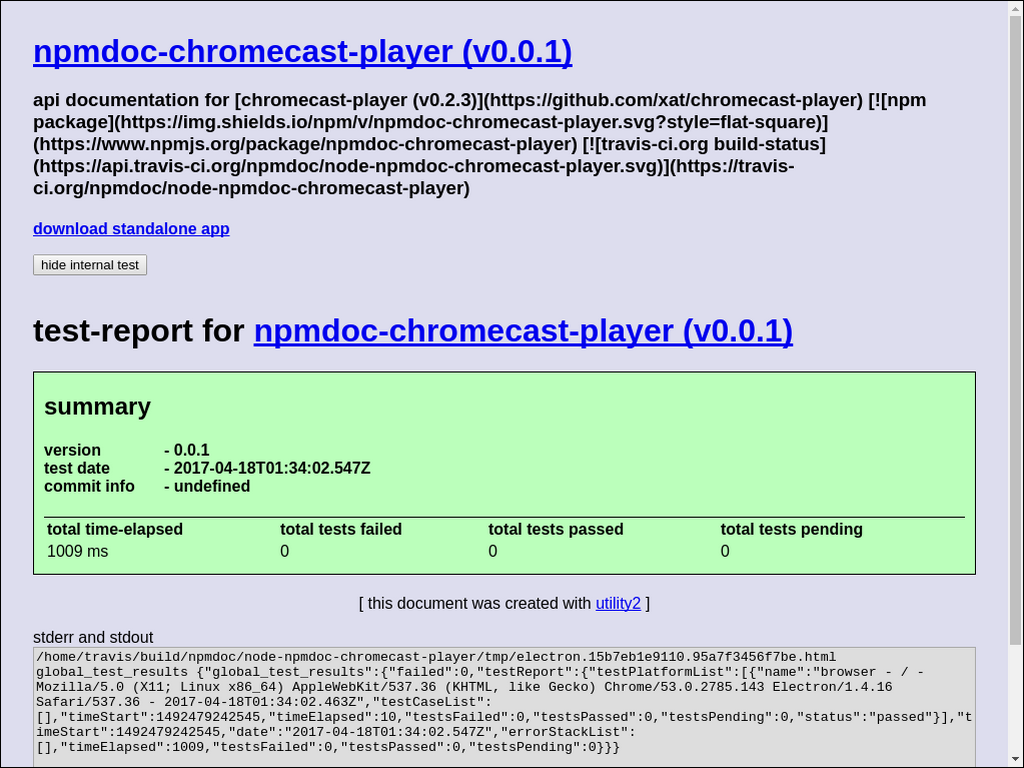 npmdoc-chromecast-player (v0.0.1)
api documentation for [chromecast-player (v0.2.3)](https://github.com/xat/chromecast-player) [![npm
package](https://img.shields.io/npm/v/npmdoc-chromecast-player.svg?style=flat-square)]
(https://www.npmjs.org/package/npmdoc-chromecast-player) [![travis-ci.org build-status]
(https://api.travis-ci.org/npmdoc/node-npmdoc-chromecast-player.svg)](https://travis-
ci.org/npmdoc/node-npmdoc-chromecast-player)
download standalone app
hide internal test
test-report for npmdoc-chromecast-player (v0.0.1)
summary
version - 0.0.1
test date - 2017-04-18T01:34:02.547Z
commit info - undefined
total time-elapsed total tests failed total tests passed total tests pending
1009 ms 0 0 0
[ this document was created with utility2 ]
stderr and stdout
/home/travis/build/npmdoc/node-npmdoc-chromecast-player/tmp/electron.15b7eb1e9110.95a7f3456f7be.html
global_test_results {"global_test_results":{"failed":0,"testReport":{"testPlatformList":[{"name":"browser - / -
Mozilla/5.0 (X11; Linux x86_64) AppleWebKit/537.36 (KHTML, like Gecko) Chrome/53.0.2785.143 Electron/1.4.16
Safari/537.36 - 2017-04-18T01:34:02.463Z","testCaseList":
[],"timeStart":1492479242545,"timeElapsed":10,"testsFailed":0,"testsPassed":0,"testsPending":0,"status":"passed"}],"t
imeStart":1492479242545,"date":"2017-04-18T01:34:02.547Z","errorStackList":
[],"timeElapsed":1009,"testsFailed":0,"testsPassed":0,"testsPending":0}}}